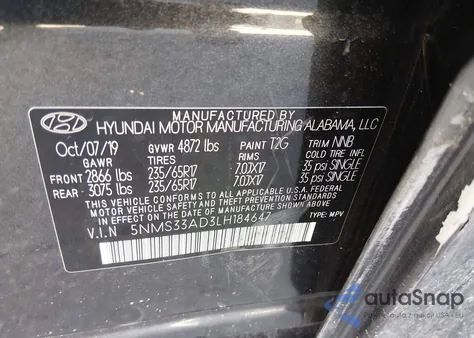 MANUFACTURED BY
HYUNDAI MOTOR MANUFACTURING ALABAMA, LLC
Oct/07/19 GVWR 4872 lbs PAINT T2G TRIM NNB
GAWR TIRES RIMS COLD TIRE INFL
FRONT 2866 lbs 235/65R17 7.0JX17 35 psi SINGLE
REAR 3075 lbs 235/65R17 7.0JX17 35 psi SINGLE
THIS VEHICLE CONFORMS TO ALL APPLICABLE FEDERAL
MOTOR VEHICLE SAFETY AND THEFT PREVENTION STANDARDS
IN EFFECT ON THE DATE OF MANUFACTURE SHOWN ABOVE.
V.I.N 5NMS33AD3LH184647 TYPE: MPV
autoSnap
Автоаукціони з США • EU